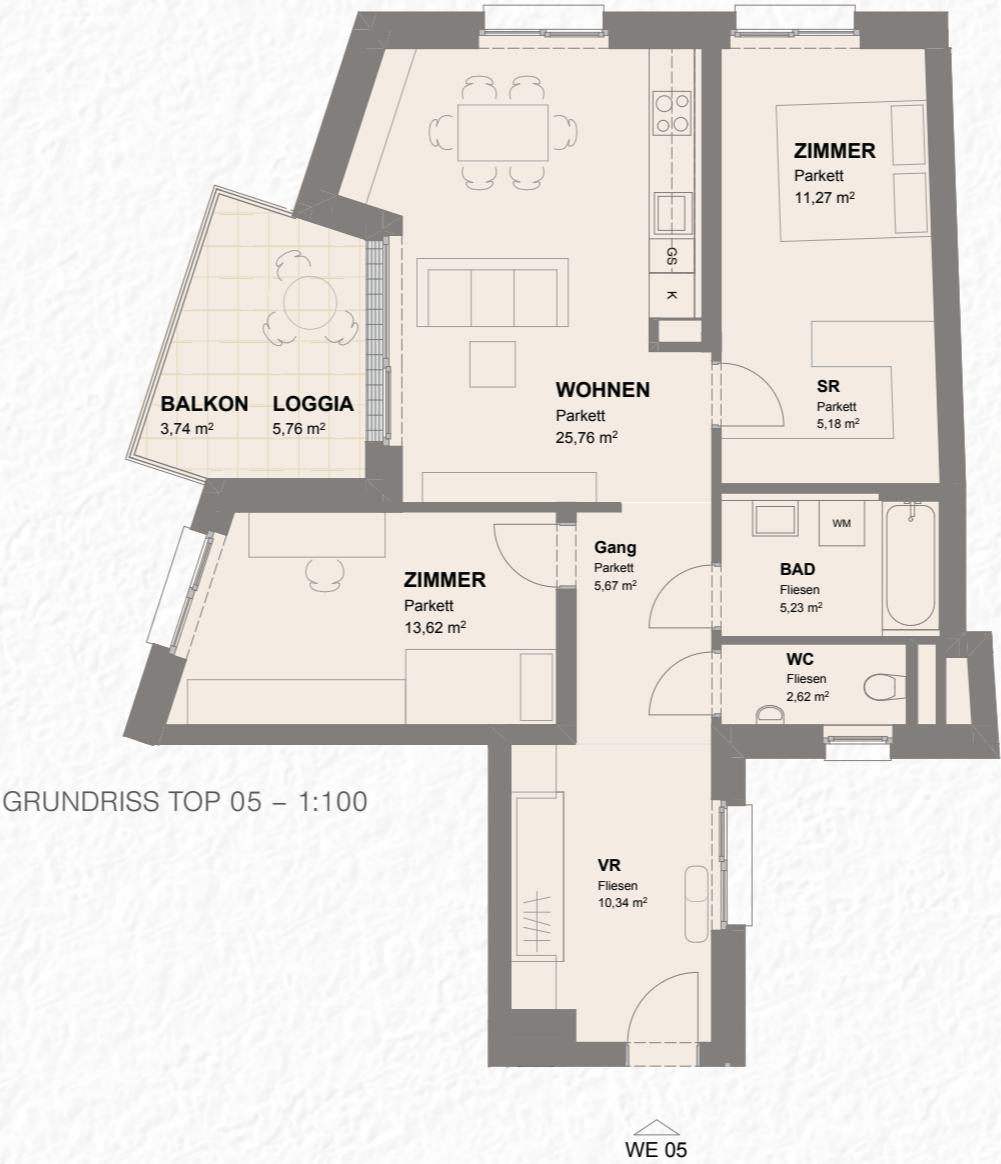 ZIMMER
Parkett
11,27 m²
GS
K
BALKON
3,74 m²
LOGGIA
5,76 m²
WOHNEN
Parkett
25,76 m²
SR
Parkett
5,18 m²
ZIMMER
Parkett
13,62 m²
Gang
Parkett
5,67 m²
WM
BAD
Fliesen
5,23 m²
WC
Fliesen
2,62 m²
GRUNDRISS TOP 05 – 1:100
VR
Fliesen
10,34 m²
WE 05